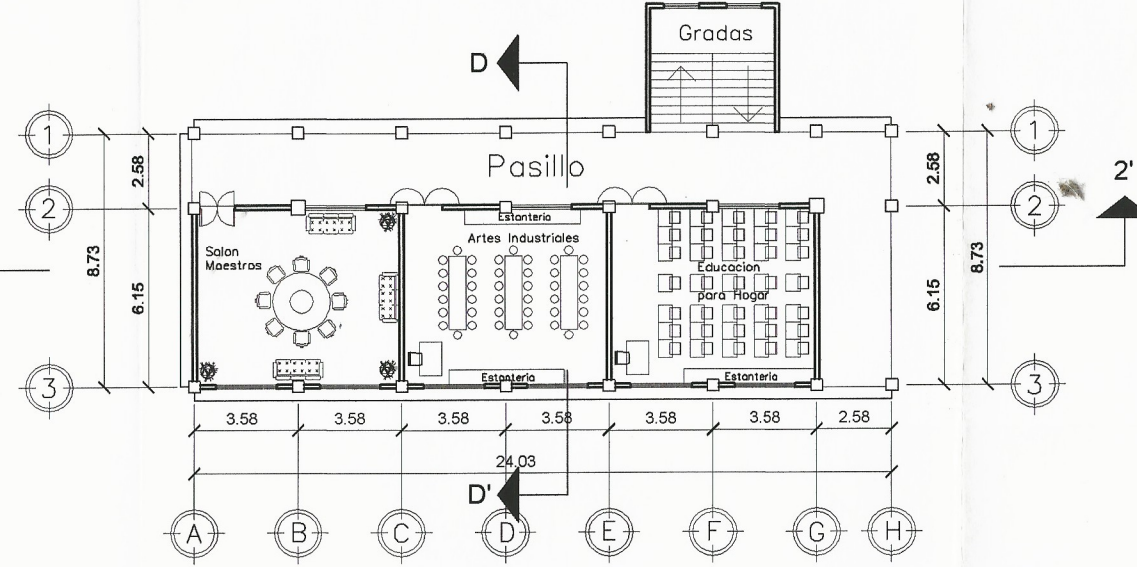 Gradas
D
1
1
2.58
2.58
Pasillo
2'
2
2
Estanteria
Salon
Maestros
Artes Industriales
Educacion
para Hogar
8.73
6.15
6.15
8.73
3
3
Estanteria
Estanteria
3.58
3.58
3.58
3.58
3.58
3.58
2.58
24.03
D'
A
B
C
D
E
F
G
H